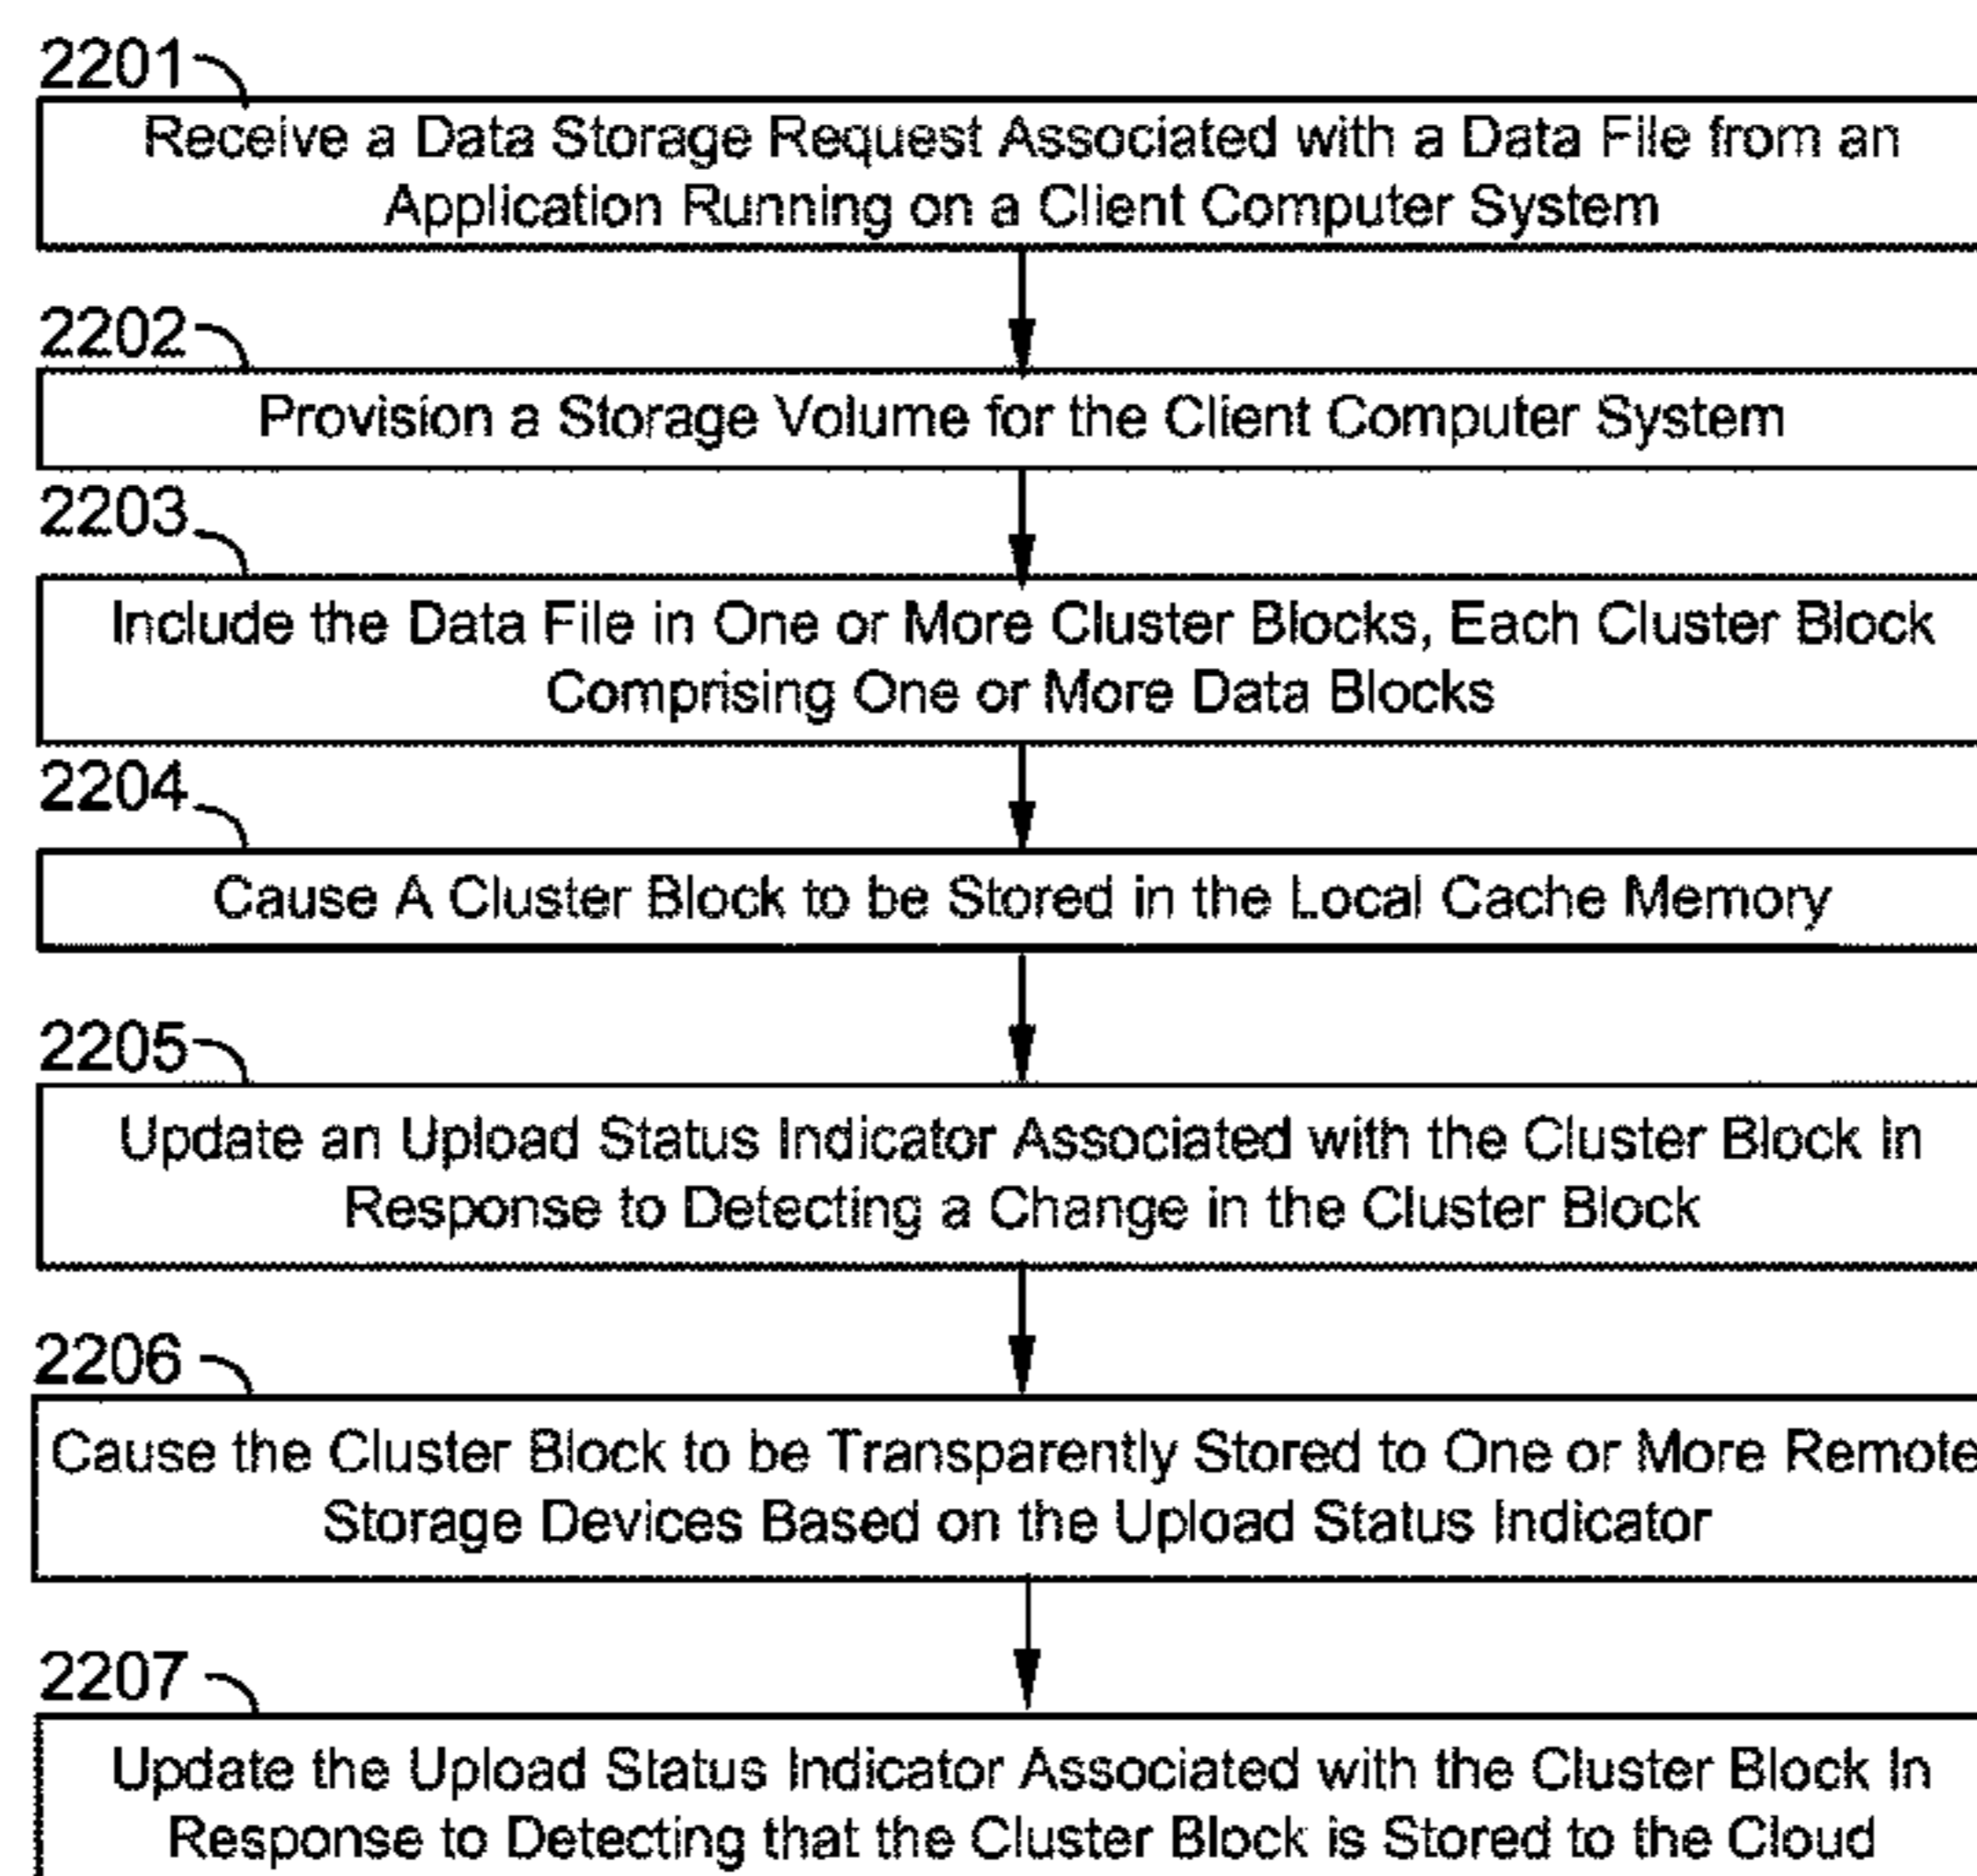 2201
Receive a Data Storage Request Associated with a Data File from an
Application Running on a Client Computer System
2202
Provision a Storage Volume for the Client Computer System
2203
Include the Data File in One or More Cluster Blocks, Each Cluster Block
Comprising One or More Data Blocks
2204
Cause A Cluster Block to be Stored in the Local Cache Memory
2205
Update an Upload Status Indicator Associated with the Cluster Block In
Response to Detecting a Change in the Cluster Block
2206
Cause the Cluster Block to be Transparently Stored to One or More Remote
Storage Devices Based on the Upload Status Indicator
2207
Update the Upload Status Indicator Associated with the Cluster Block In
Response to Detecting that the Cluster Block is Stored to the Cloud